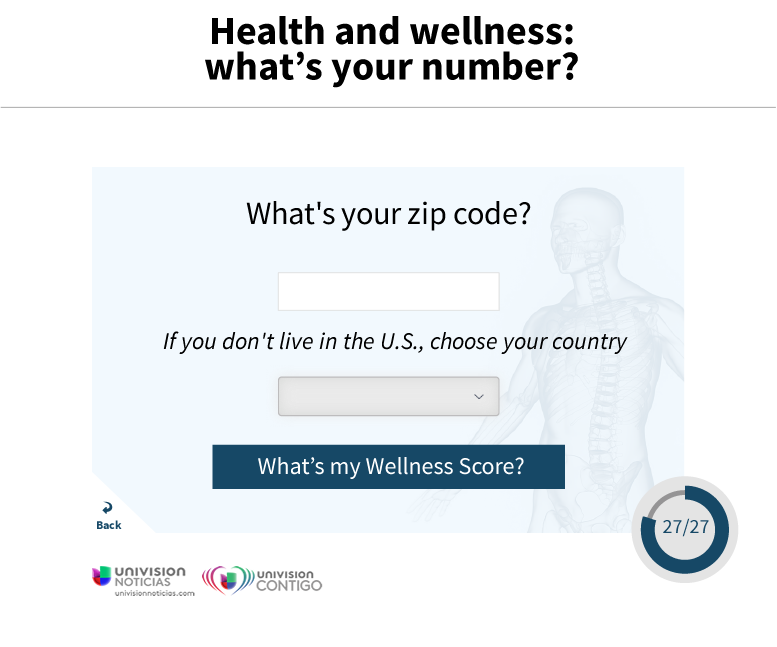 Health and wellness:
what’s your number?
What's your zip code?
If you don't live in the U.S., choose your country
What’s my Wellness Score?
Back
27/27
UNIVISION
NOTICIAS
univisionnoticias.com
UNIVISION
CONTIGO